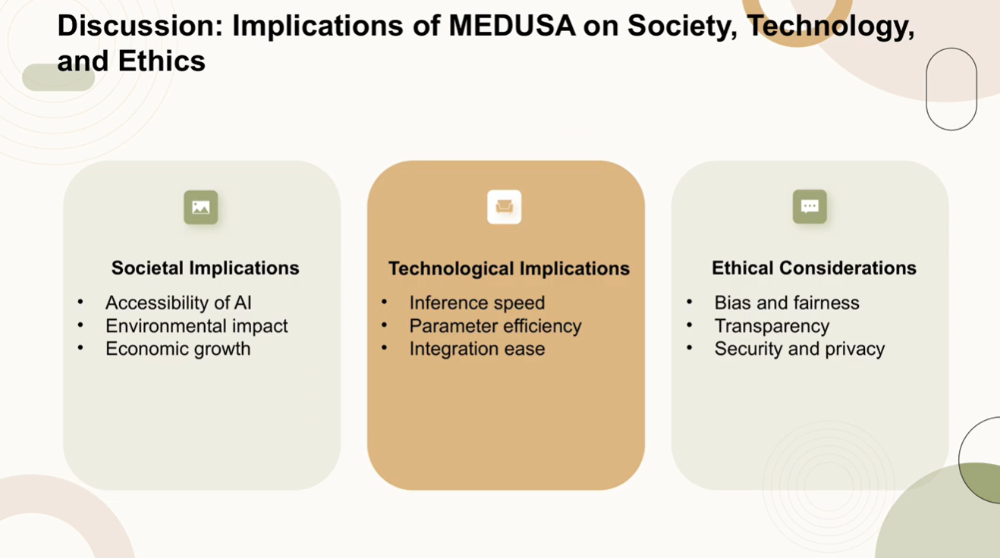 Discussion: Implications of MEDUSA on Society, Technology,
and Ethics
Societal Implications
• Accessibility of AI
• Environmental impact
• Economic growth
Technological Implications
• Inference speed
• Parameter efficiency
• Integration ease
Ethical Considerations
• Bias and fairness
• Transparency
• Security and privacy